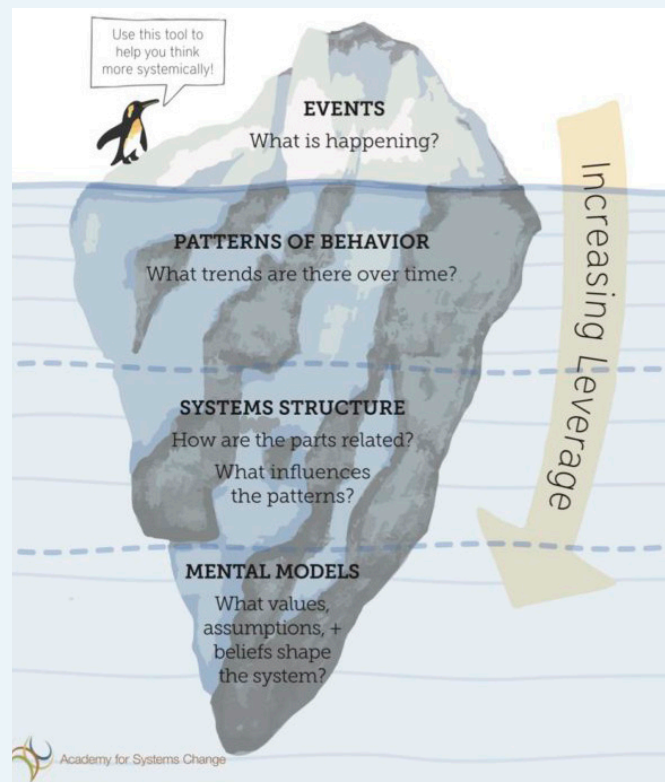 Use this tool to
help you think
more systemically!
EVENTS
What is happening?
PATTERNS OF BEHAVIOR
What trends are there over time?
SYSTEMS STRUCTURE
How are the parts related?
What influences
the patterns?
MENTAL MODELS
What values,
assumptions, +
beliefs shape
the system?
Increasing Leverage
Academy for Systems Change